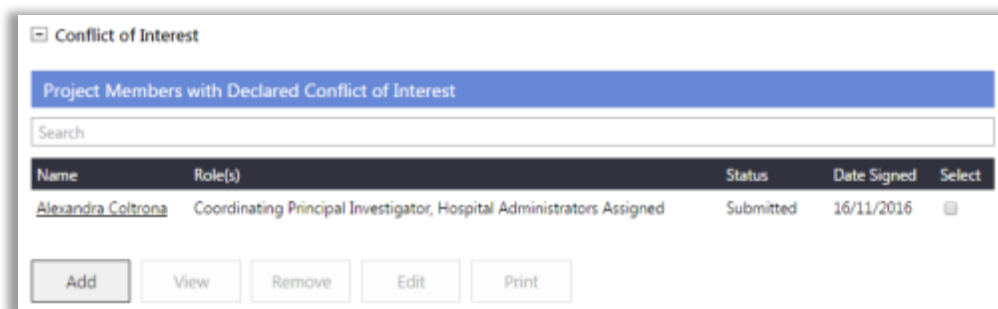 Conflict of Interest
Project Members with Declared Conflict of Interest
Search
Name Role(s) Status Date Signed Select
Alexandra Coltrona Coordinating Principal Investigator, Hospital Administrators Assigned Submitted 16/11/2016
Add View Remove Edit Print